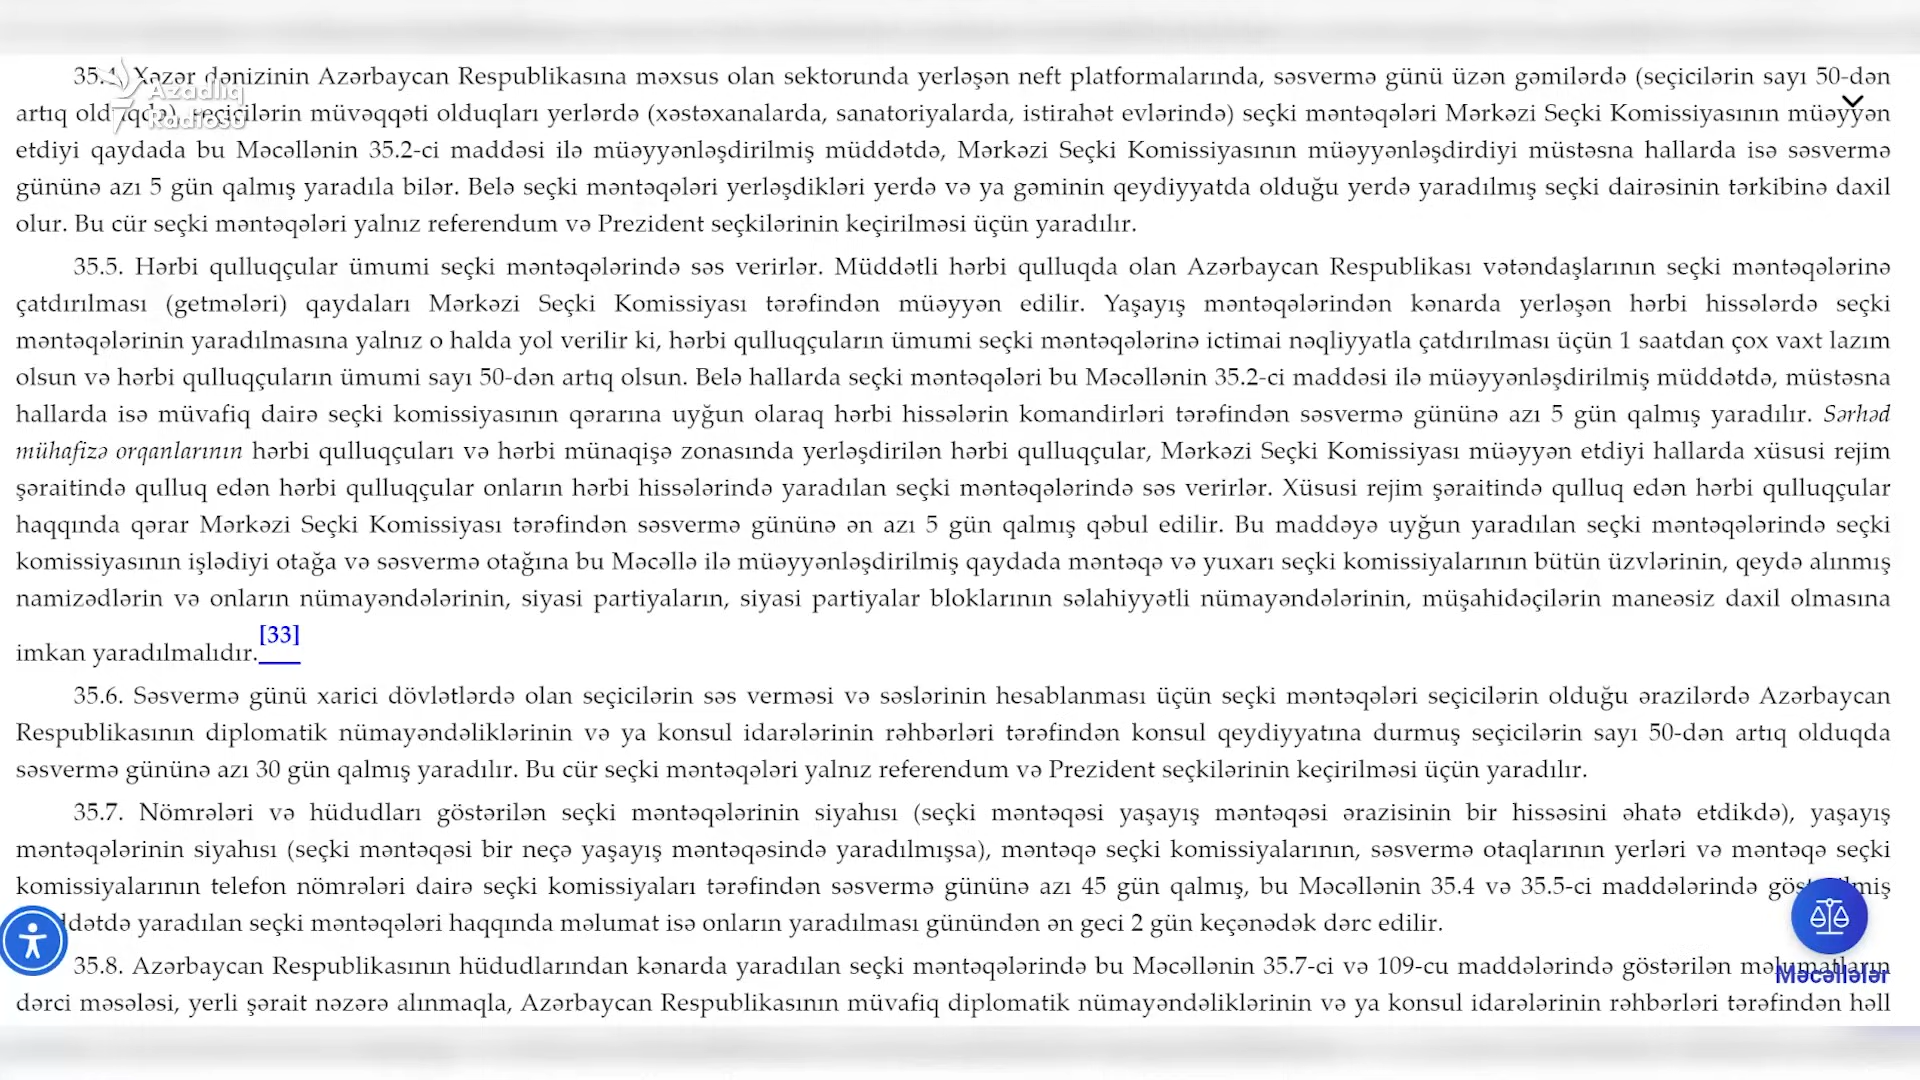 35.4. Xəzər dənizinin Azərbaycan Respublikasına məxsus olan sektorunda yerləşən neft platformalarında, səsvermə günü üzən gəmilərdə (seçicilərin sayı 50-dən
Azadlıq
Radiosu
artıq olduqda), seçicilərin müvəqqəti olduqları yerlərdə (xəstəxanalarda, sanatoriyalarda, istirahət evlərində) seçki məntəqələri Mərkəzi Seçki Komissiyasının müəyyən
etdiyi qaydada bu Məcəllənin 35.2-ci maddəsi ilə müəyyənləşdirilmiş müddətdə, Mərkəzi Seçki Komissiyasının müəyyənləşdirdiyi müstəsna hallarda isə səsvermə
gününə azı 5 gün qalmış yaradıla bilər. Belə seçki məntəqələri yerləşdikləri yerdə və ya gəminin qeydiyyatda olduğu yerdə yaradılmış seçki dairəsinin tərkibinə daxil
olur. Bu cür seçki məntəqələri yalnız referendum və Prezident seçkilərinin keçirilməsi üçün yaradılır.
35.5. Hərbi qulluqçular ümumi seçki məntəqələrində səs verirlər. Müddətli hərbi qulluqda olan Azərbaycan Respublikası vətəndaşlarının seçki məntəqələrinə
çatdırılması (getmələri) qaydaları Mərkəzi Seçki Komissiyası tərəfindən müəyyən edilir. Yaşayış məntəqələrindən kənarda yerləşən hərbi hissələrdə seçki
məntəqələrinin yaradılmasına yalnız o halda yol verilir ki, hərbi qulluqçuların ümumi seçki məntəqələrinə ictimai nəqliyyatla çatdırılması üçün 1 saatdan çox vaxt lazım
olsun və hərbi qulluqçuların ümumi sayı 50-dən artıq olsun. Belə hallarda seçki məntəqələri bu Məcəllənin 35.2-ci maddəsi ilə müəyyənləşdirilmiş müddətdə, müstəsna
hallarda isə müvafiq dairə seçki komissiyasının qərarına uyğun olaraq hərbi hissələrin komandirləri tərəfindən səsvermə gününə azı 5 gün qalmış yaradılır. Sərhəd
mühafizə orqanlarının hərbi qulluqçuları və hərbi münaqişə zonasında yerləşdirilən hərbi qulluqçular, Mərkəzi Seçki Komissiyası müəyyən etdiyi hallarda xüsusi rejim
şəraitində qulluq edən hərbi qulluqçular onların hərbi hissələrində yaradılan seçki məntəqələrində səs verirlər. Xüsusi rejim şəraitində qulluq edən hərbi qulluqçular
haqqında qərar Mərkəzi Seçki Komissiyası tərəfindən səsvermə gününə ən azı 5 gün qalmış qəbul edilir. Bu maddəyə uyğun yaradılan seçki məntəqələrində seçki
komissiyasının işlədiyi otağa və səsvermə otağına bu Məcəllə ilə müəyyənləşdirilmiş qaydada məntəqə və yuxarı seçki komissiyalarının bütün üzvlərinin, qeydə alınmış
namizədlərin və onların nümayəndələrinin, siyasi partiyaların, siyasi partiyalar bloklarının səlahiyyətli nümayəndələrinin, müşahidəçilərin maneəsiz daxil olmasına
imkan yaradılmalıdır.[33]
35.6. Səsvermə günü xarici dövlətlərdə olan seçicilərin səs verməsi və səslərinin hesablanması üçün seçki məntəqələri seçicilərin olduğu ərazilərdə Azərbaycan
Respublikasının diplomatik nümayəndəliklərinin və ya konsul idarələrinin rəhbərləri tərəfindən konsul qeydiyyatına durmuş seçicilərin sayı 50-dən artıq olduqda
səsvermə gününə azı 30 gün qalmış yaradılır. Bu cür seçki məntəqələri yalnız referendum və Prezident seçkilərinin keçirilməsi üçün yaradılır.
35.7. Nömrələri və hüdudları göstərilən seçki məntəqələrinin siyahısı (seçki məntəqəsi yaşayış məntəqəsi ərazisinin bir hissəsini əhatə etdikdə), yaşayış
məntəqələrinin siyahısı (seçki məntəqəsi bir neçə yaşayış məntəqəsində yaradılmışsa), məntəqə seçki komissiyalarının, səsvermə otaqlarının yerləri və məntəqə seçki
komissiyalarının telefon nömrələri dairə seçki komissiyaları tərəfindən səsvermə gününə azı 45 gün qalmış, bu Məcəllənin 35.4 və 35.5-ci maddələrində göstərilmiş
müddətdə yaradılan seçki məntəqələri haqqında məlumat isə onların yaradılması günündən ən geci 2 gün keçənədək dərc edilir.
35.8. Azərbaycan Respublikasının hüdudlarından kənarda yaradılan seçki məntəqələrində bu Məcəllənin 35.7-ci və 109-cu maddələrində göstərilən məlumatların
Məcəllələr
dərci məsələsi, yerli şərait nəzərə alınmaqla, Azərbaycan Respublikasının müvafiq diplomatik nümayəndəliklərinin və ya konsul idarələrinin rəhbərləri tərəfindən həll